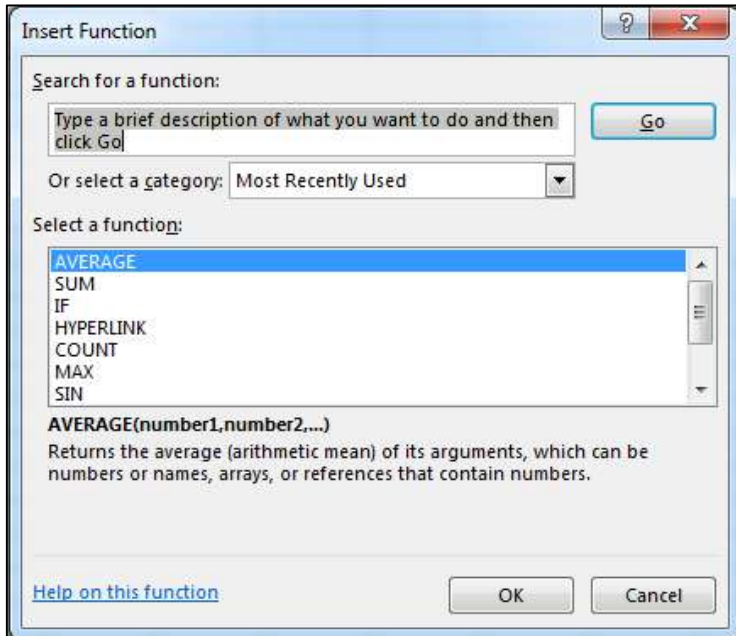 Insert Function
Search for a function:
Type a brief description of what you want to do and then
click Go
Go
Or select a category: Most Recently Used
Select a function:
AVERAGE
SUM
IF
HYPERLINK
COUNT
MAX
SIN
AVERAGE(number1,number2,...)
Returns the average (arithmetic mean) of its arguments, which can be
numbers or names, arrays, or references that contain numbers.
Help on this function
OK
Cancel